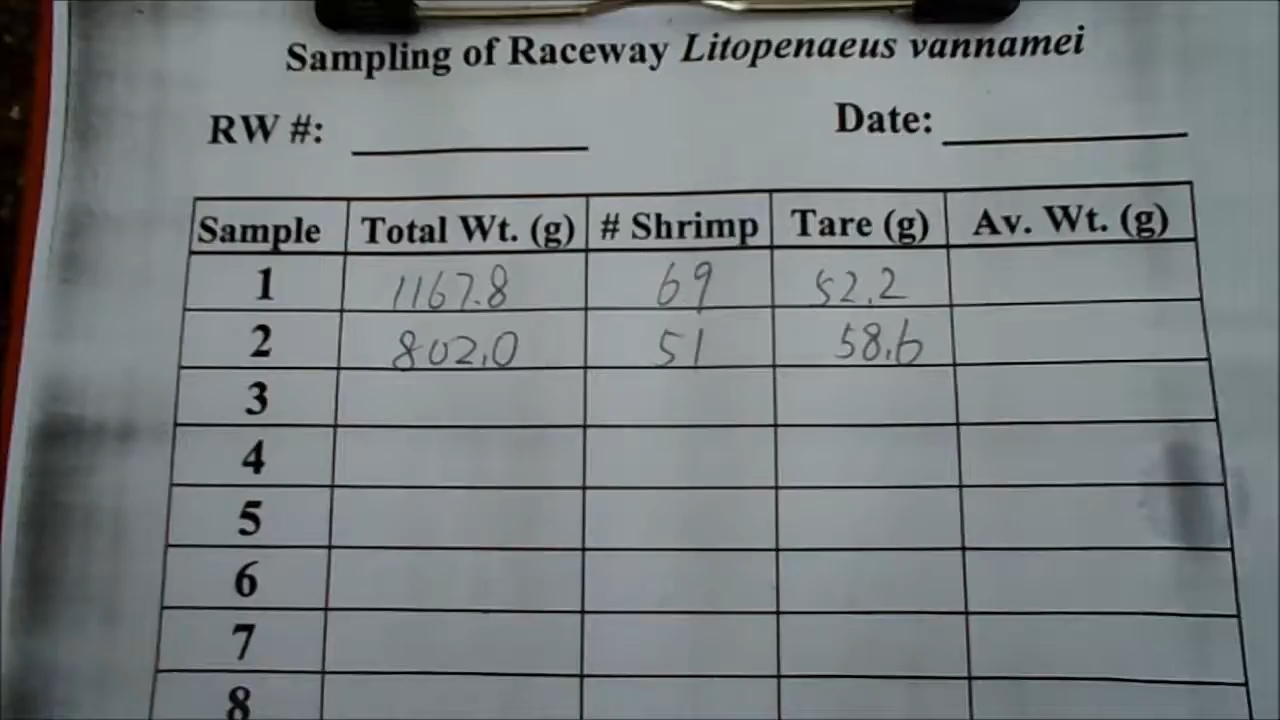 Sampling of Raceway Litopenaeus vannamei
RW #: Date:
Sample Total Wt. (g) # Shrimp Tare (g) Av. Wt. (g)
1 1167.8 69 52.2
2 802.0 51 58.6
3
4
5
6
7
8